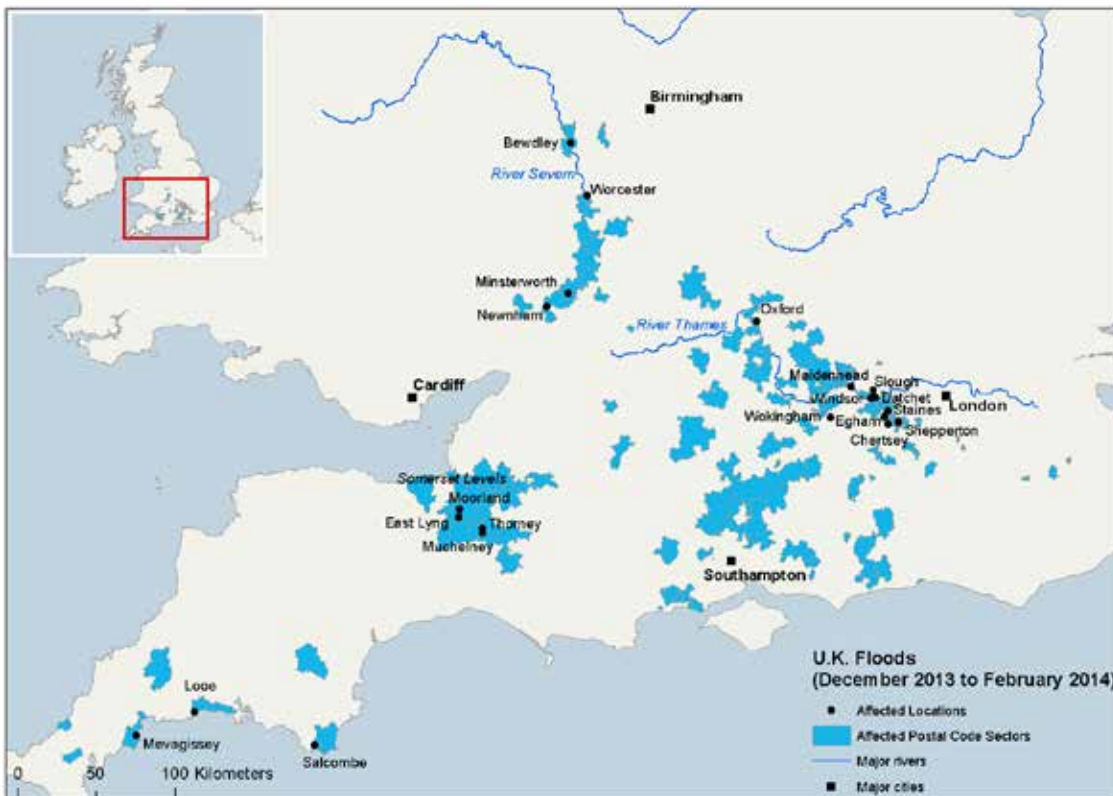 Birmingham
Bewdley
River Severn
Worcester
Minsterworth
Newnham
Oxford
River Thames
Cardiff
Maidenhead
Slough
Windsor
Datchet
London
Staines
Wokingham
Egham
Shepperton
Chertsey
Somerset Levels
Moorland
East Lyng
Thorney
Muchelney
Southampton
Looe
Mevagissey
Salcombe
0 50 100 Kilometers
U.K. Floods
(December 2013 to February 2014)
Affected Locations
Affected Postal Code Sectors
Major rivers
Major cities